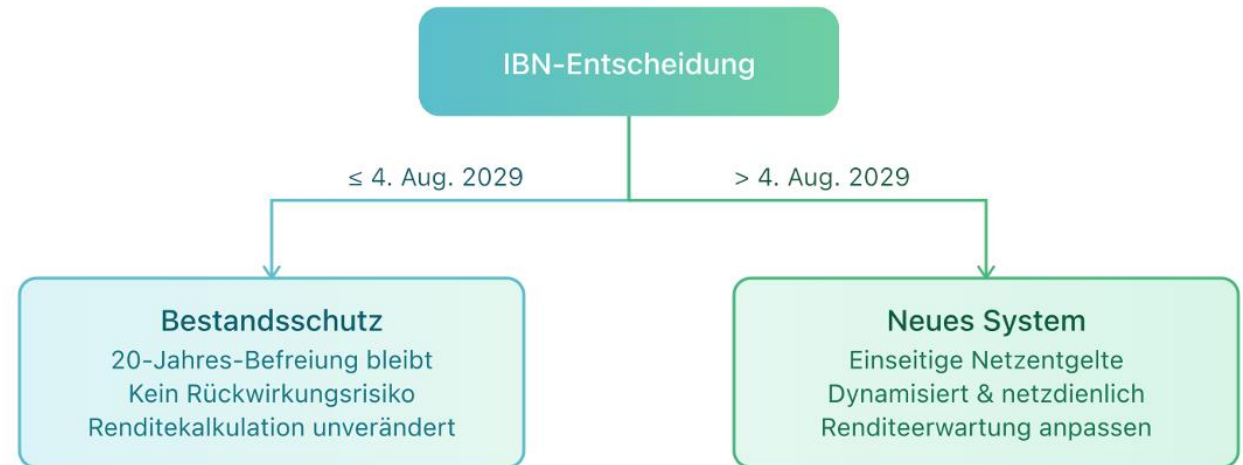 IBN-Entscheidung
≤ 4. Aug. 2029
> 4. Aug. 2029
Bestandsschutz
20-Jahres-Befreiung bleibt
Kein Rückwirkungsrisiko
Renditekalkulation unverändert
Neues System
Einseitige Netzentgelte
Dynamisiert & netzdienlich
Renditeerwartung anpassen